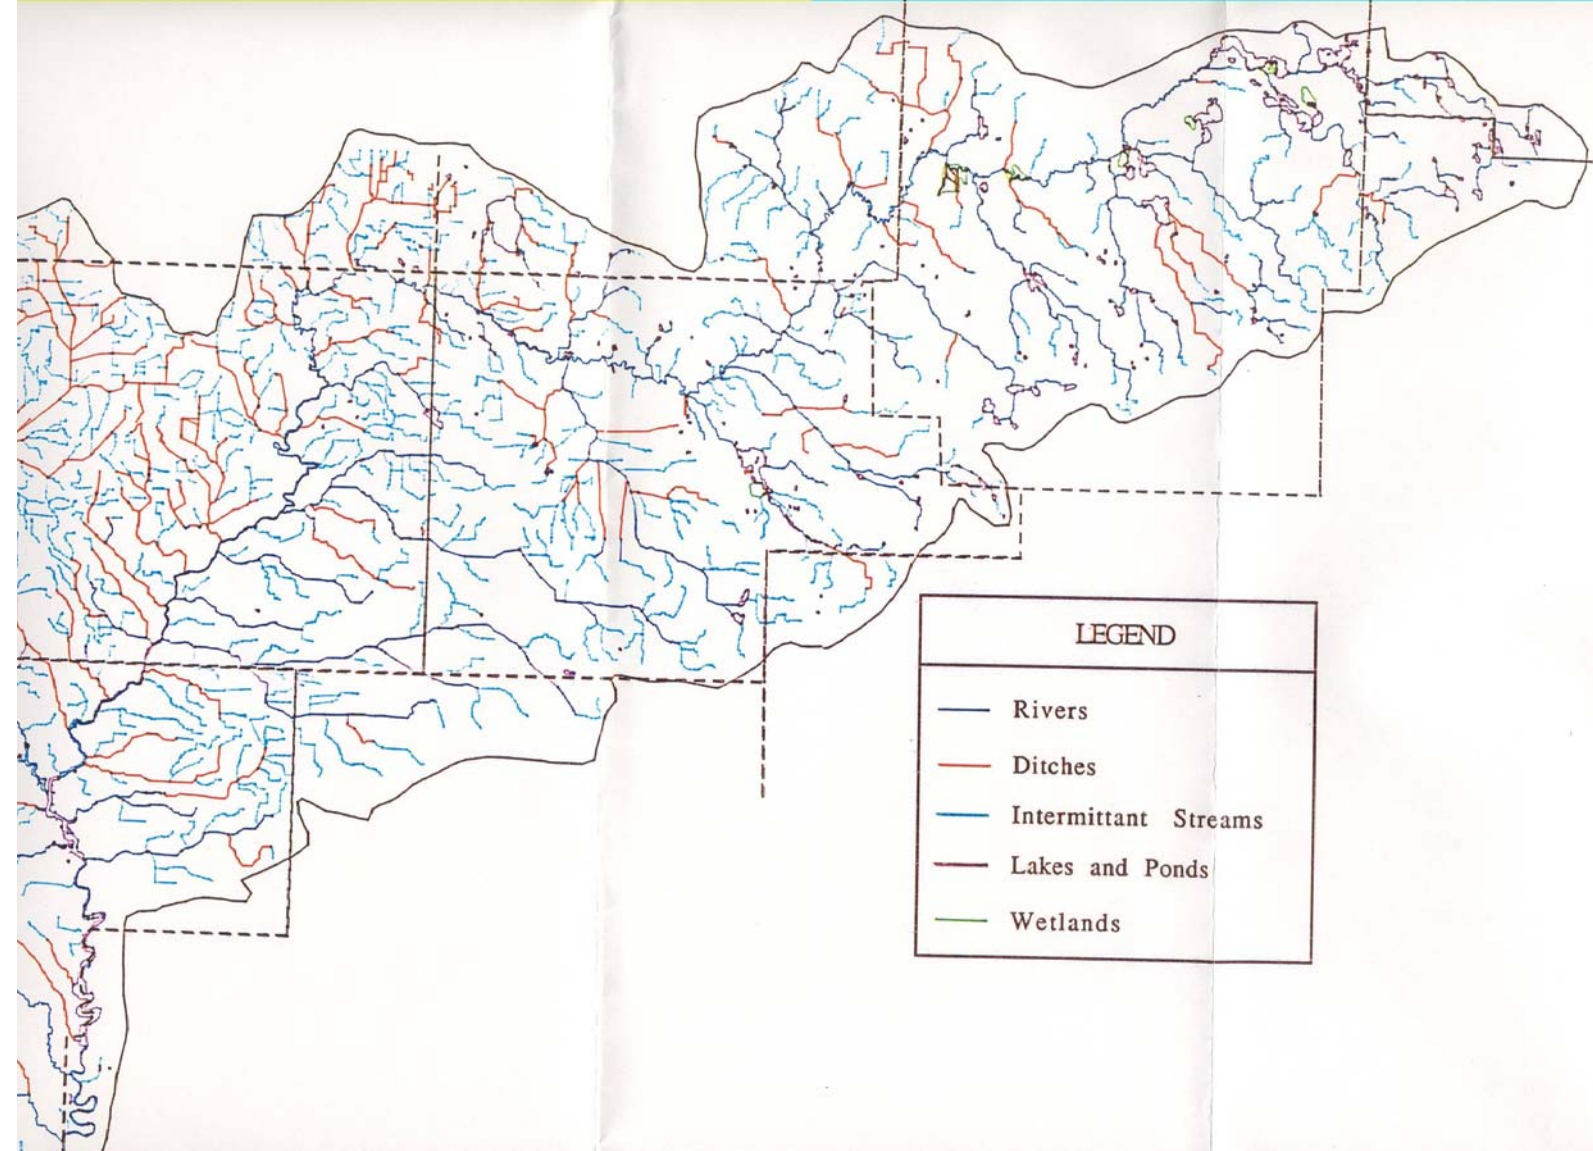 LEGEND
Rivers
Ditches
Intermittant Streams
Lakes and Ponds
Wetlands